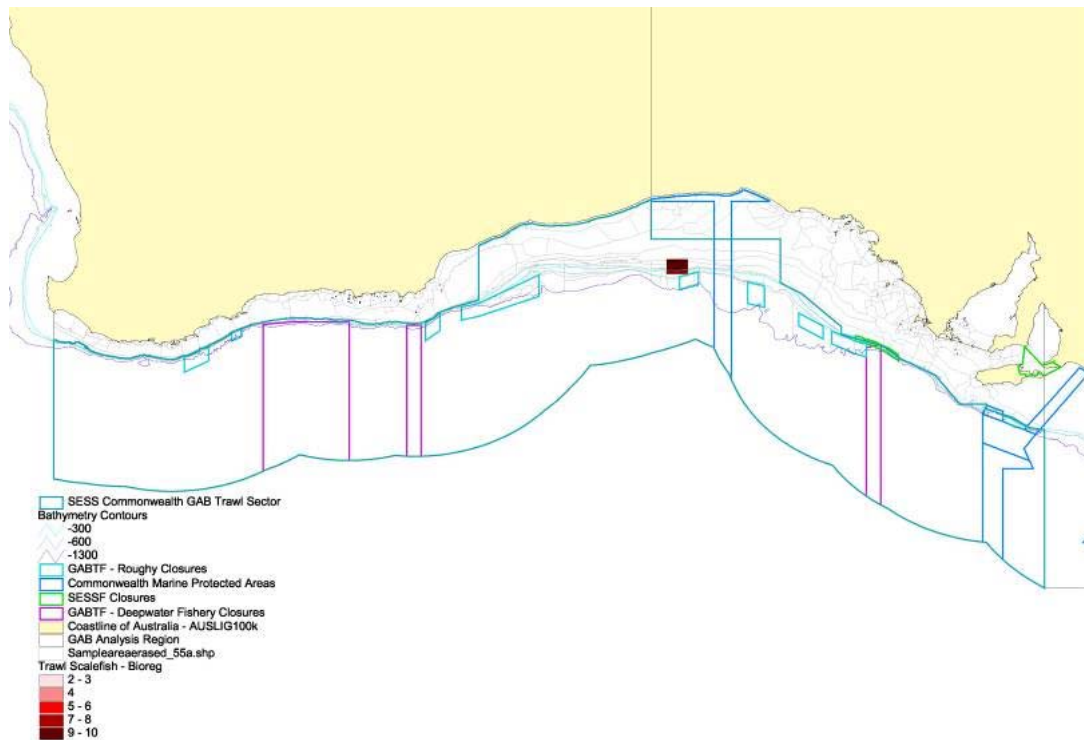 SESS Commonwealth GAB Trawl Sector
Bathymetry Contours
-300
-600
-1300
GABTF - Roughy Closures
Commonwealth Marine Protected Areas
SESSF Closures
GABTF - Deepwater Fishery Closures
Coastline of Australia - AUSLIG100k
GAB Analysis Region
Sampleareaerased_55a.shp
Trawl Scalefish - Bioreg
2 - 3
4
5 - 6
7 - 8
9 - 10